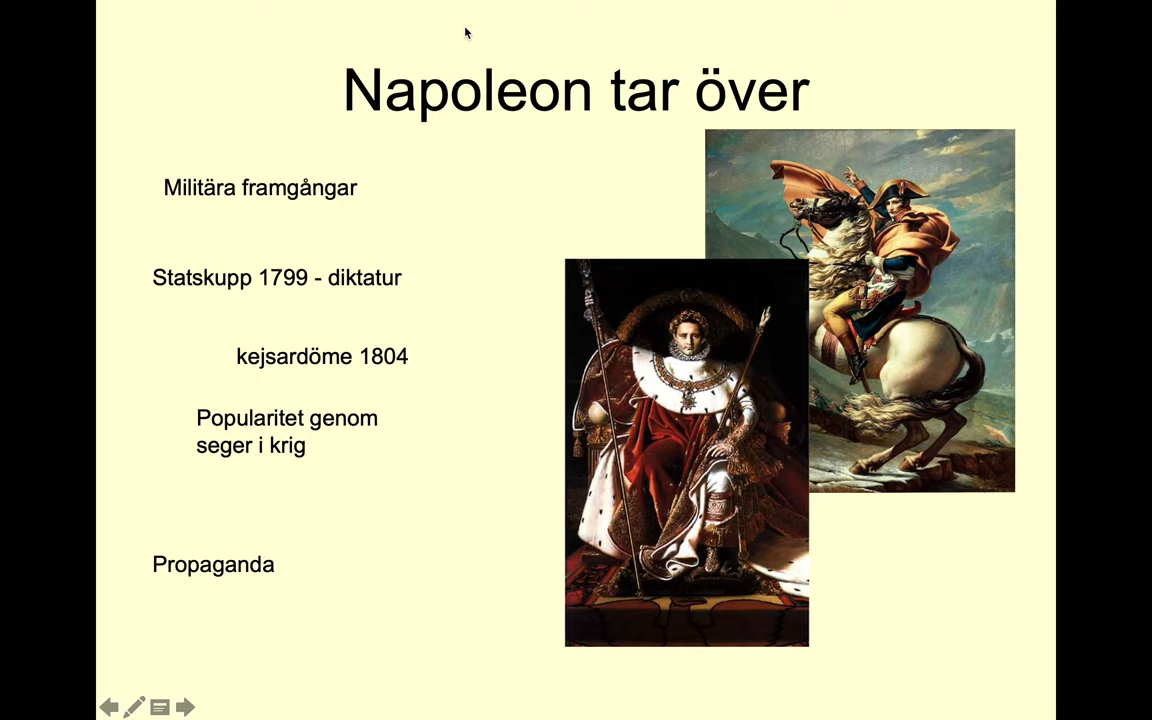 Napoleon tar över
Militära framgångar
Statskupp 1799 - diktatur
kejsardöme 1804
Popularitet genom
seger i krig
Propaganda